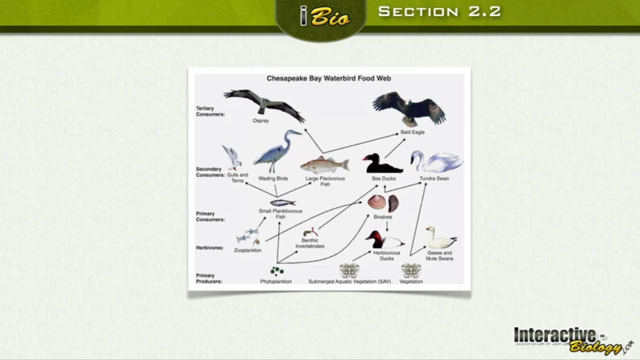 iBio
SECTION 2.2
Chesapeake Bay Waterbird Food Web
Tertiary
Consumers:
Osprey
Bald Eagle
Secondary
Consumers:
Gulls and
Terns
Wading Birds
Large Piscivorous
Fish
Sea Ducks
Tundra Swan
Primary
Consumers:
Small Planktivorous
Fish
Bivalves
Herbivores:
Zooplankton
Benthic
Invertebrates
Herbivorous
Ducks
Geese and
Mute Swans
Primary
Producers:
Phytoplankton
Submerged Aquatic Vegetation (SAV)
Vegetation
Interactive-
Biology.com